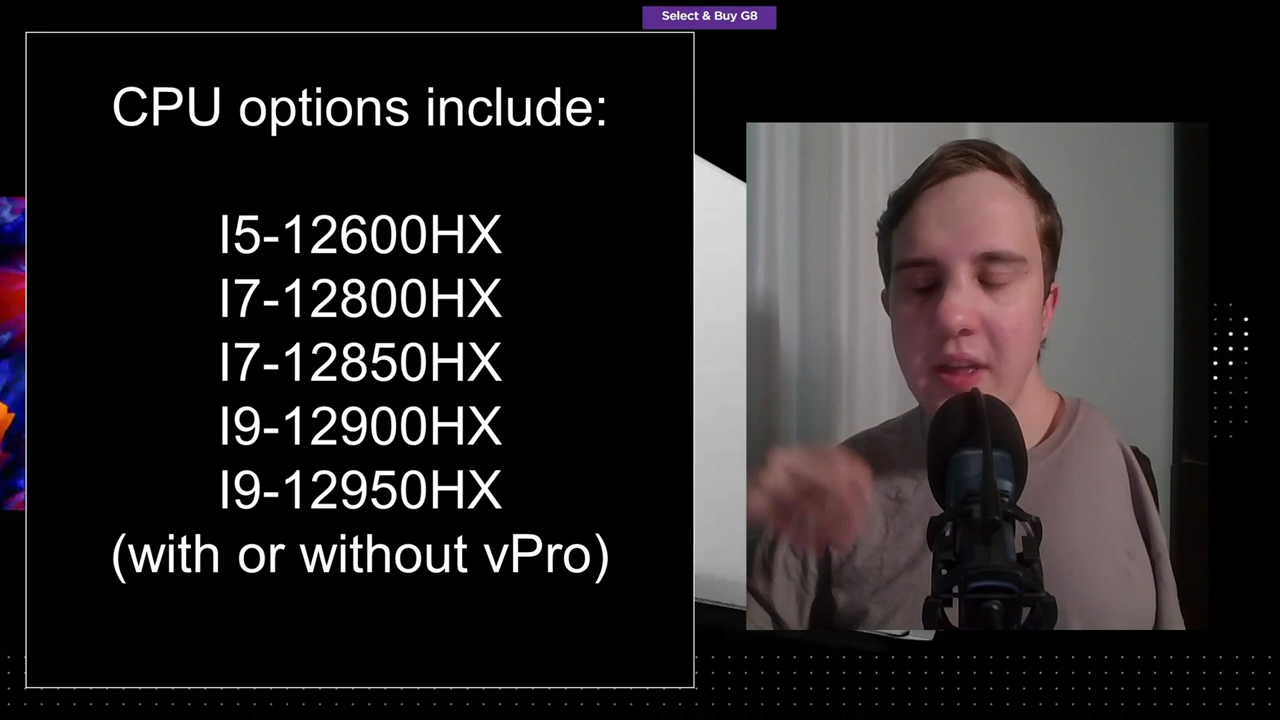 Select & Buy G8
CPU options include:
I5-12600HX
I7-12800HX
I7-12850HX
I9-12900HX
I9-12950HX
(with or without vPro)